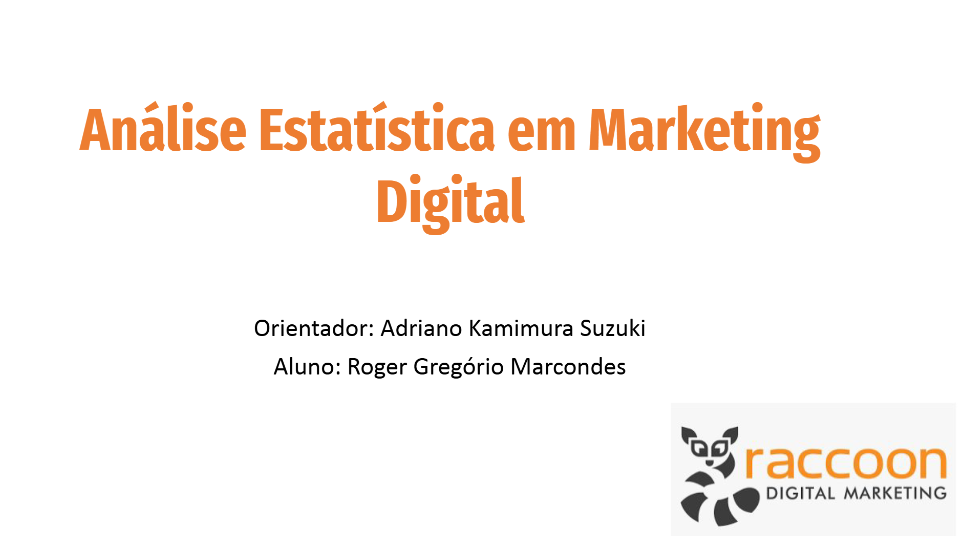 Análise Estatística em Marketing
Digital
Orientador: Adriano Kamimura Suzuki
Aluno: Roger Gregório Marcondes
raccoon
DIGITAL MARKETING